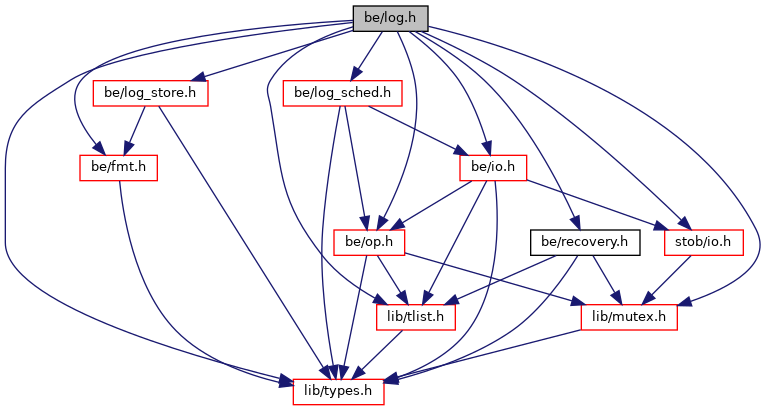 be/log.h
be/log_store.h
be/log_sched.h
be/fmt.h
be/io.h
be/op.h
be/recovery.h
stob/io.h
lib/tlist.h
lib/mutex.h
lib/types.h